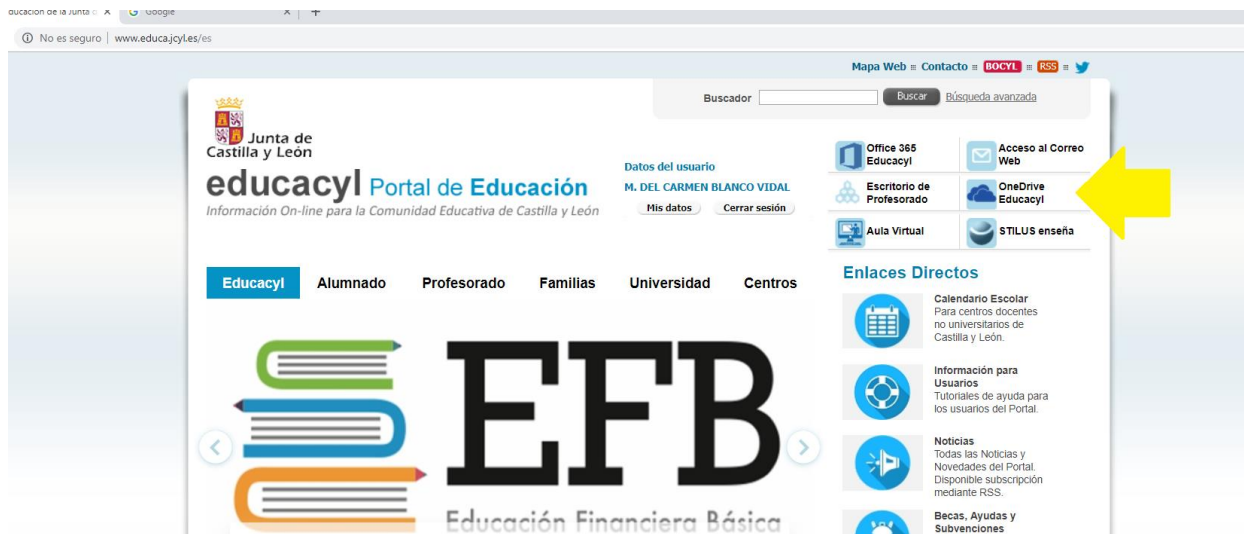 ducación de la Junta d
Google
No es seguro
www.educa.jcyl.es/es
Mapa Web
Contacto
BOCYL
RSS
Buscador
Buscar
Búsqueda avanzada
Junta de
Castilla y León
educacyl Portal de Educación
Información On-line para la Comunidad Educativa de Castilla y León
Datos del usuario
M. DEL CARMEN BLANCO VIDAL
Mis datos
Cerrar sesión
Office 365
Educacyl
Acceso al Correo
Web
Escritorio de
Profesorado
OneDrive
Educacyl
Aula Virtual
STILUS enseña
Educacyl
Alumnado
Profesorado
Familias
Universidad
Centros
EFB
Educación Financiera Básica
Enlaces Directos
Calendario Escolar
Para centros docentes
no universitarios de
Castilla y León.
Información para
Usuarios
Tutoriales de ayuda para
los usuarios del Portal.
Noticias
Todas las Noticias y
Novedades del Portal.
Disponible subscripción
mediante RSS.
Becas, Ayudas y
Subvenciones